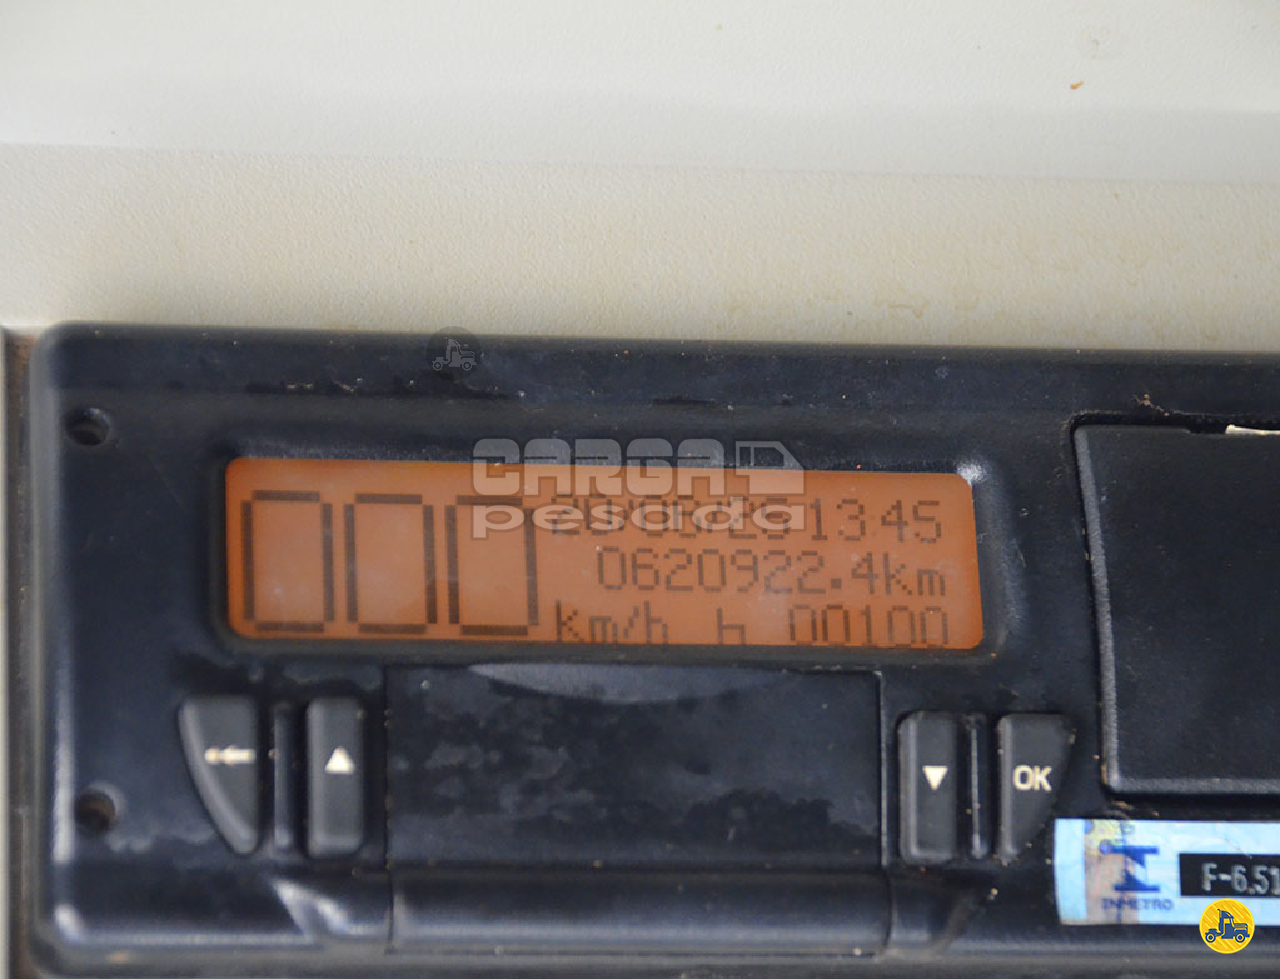 CARGA
pesada
000
1345
0620922.4km
km/h h 00100
OK
INMETRO
F-6.51